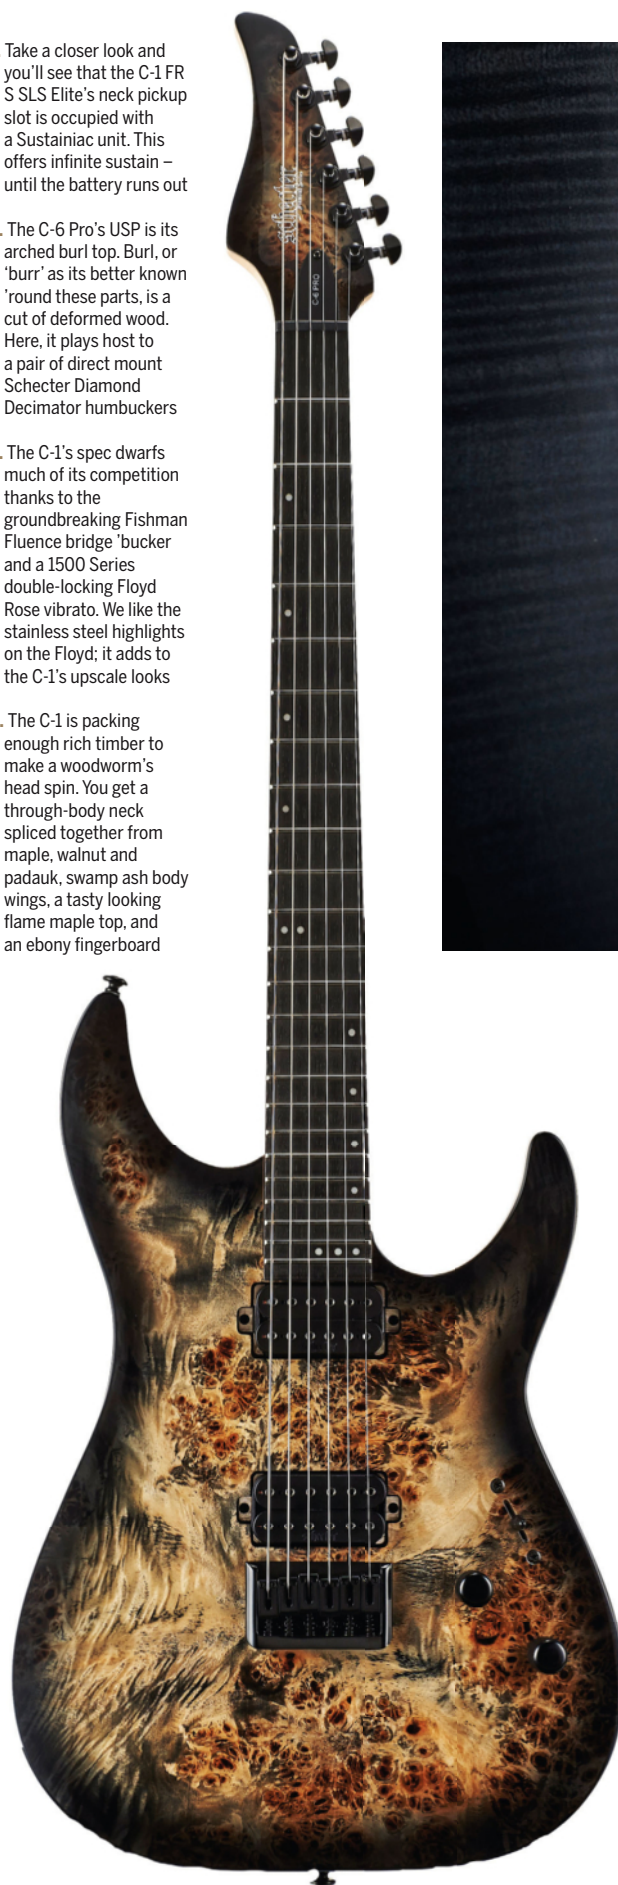 Take a closer look and
you'll see that the C-1 FR
S SLS Elite's neck pickup
slot is occupied with
a Sustainiac unit. This
offers infinite sustain –
until the battery runs out
. The C-6 Pro's USP is its
arched burl top. Burl, or
'burr' as its better known
'round these parts, is a
cut of deformed wood.
Here, it plays host to
a pair of direct mount
Schecter Diamond
Decimator humbuckers
. The C-1's spec dwarfs
much of its competition
thanks to the
groundbreaking Fishman
Fluence bridge 'bucker
and a 1500 Series
double-locking Floyd
Rose vibrato. We like the
stainless steel highlights
on the Floyd; it adds to
the C-1's upscale looks
. The C-1 is packing
enough rich timber to
make a woodworm's
head spin. You get a
through-body neck
spliced together from
maple, walnut and
padauk, swamp ash body
wings, a tasty looking
flame maple top, and
an ebony fingerboard
schecter
C-6 PRO